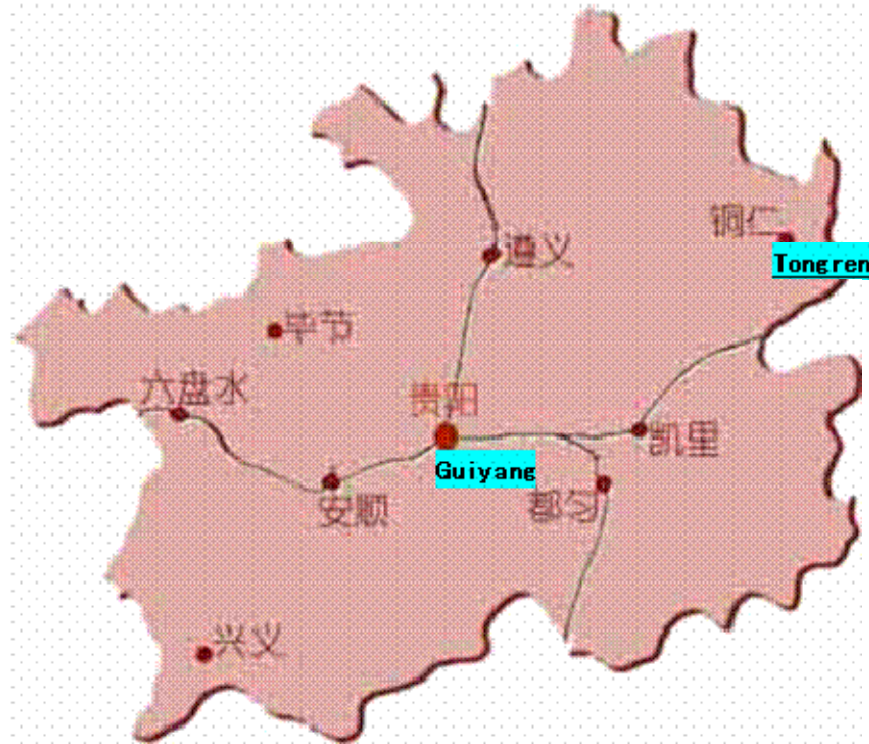 铜仁
Tongren
遵义
毕节
六盘水
贵阳
Guiyang
凯里
安顺
都匀
兴义